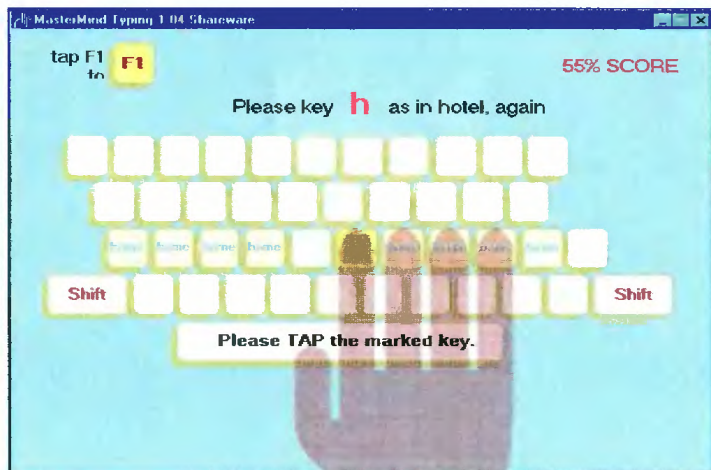 MasterMind Typing 1.04 Shareware
tap F1
to
F1
55% SCORE
Please key h as in hotel, again
home home home home
Shift
Shift
Please TAP the marked key.